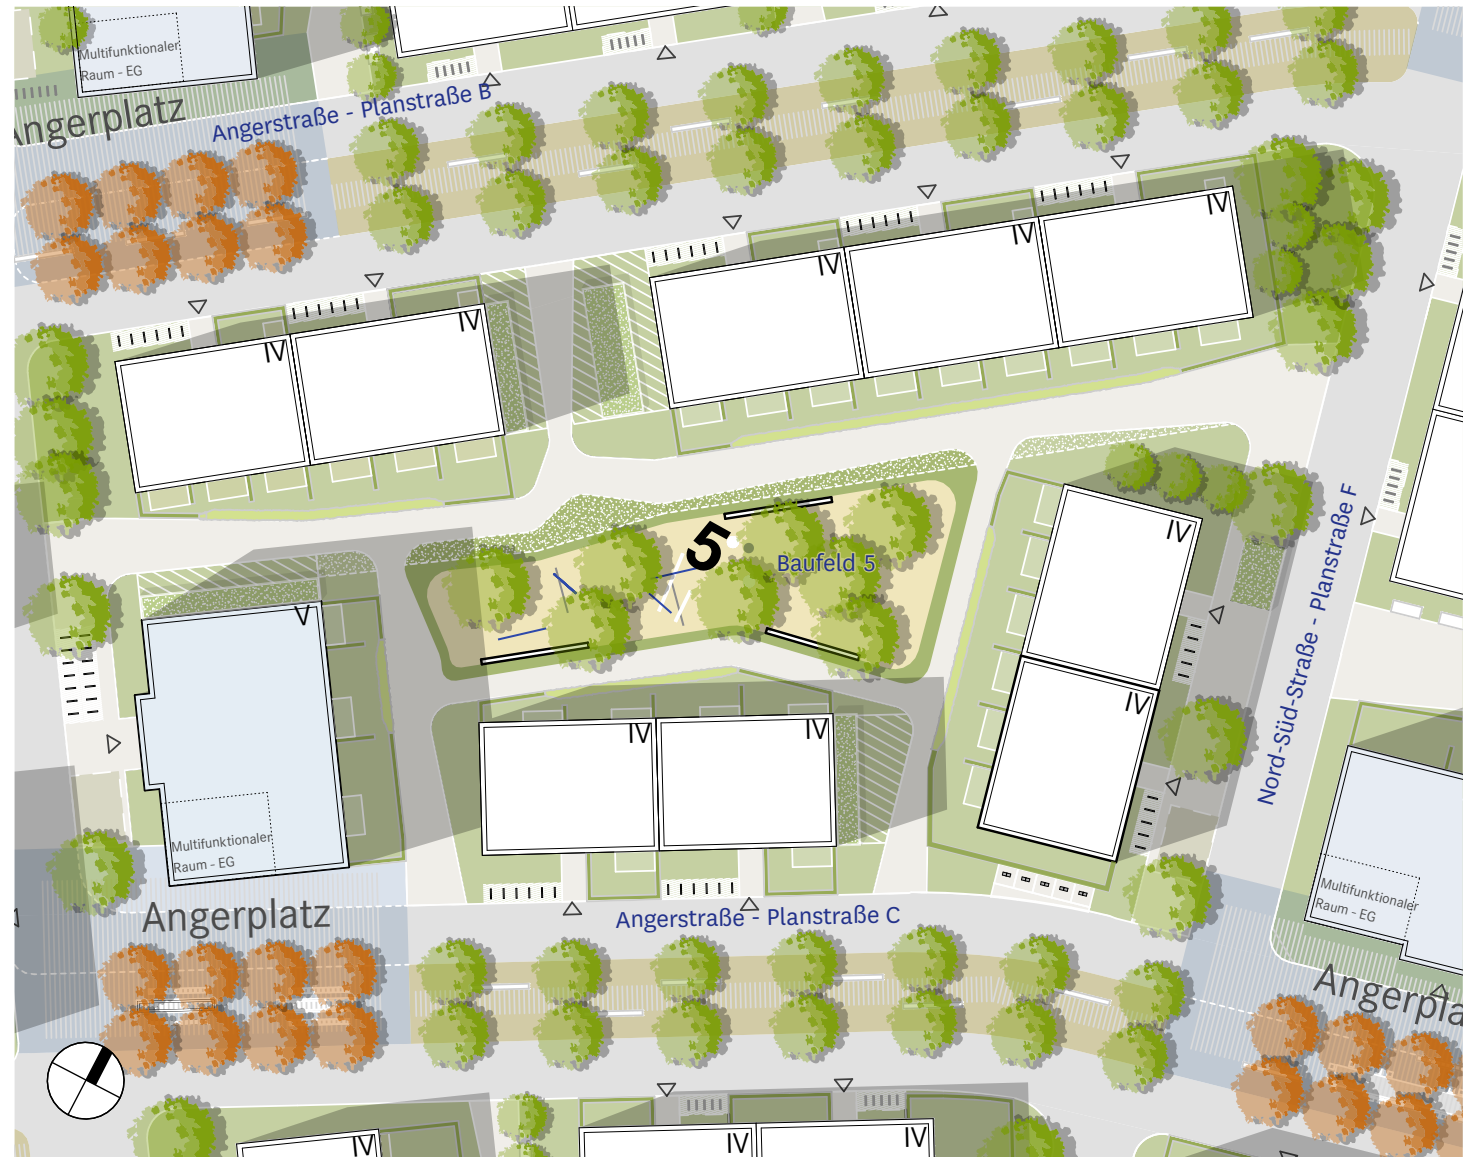 Multifunktionaler
Raum - EG
Angerplatz
Angerstraße - Planstraße B
IV
IV
IV
IV
IV
5
Baufeld 5
IV
IV
V
IV
IV
Multifunktionaler
Raum - EG
Nord-Süd-Straße - Planstraße F
Angerplatz
Angerstraße - Planstraße C
Multifunktionaler
Raum - EG
Angerpla
IV
IV
IV